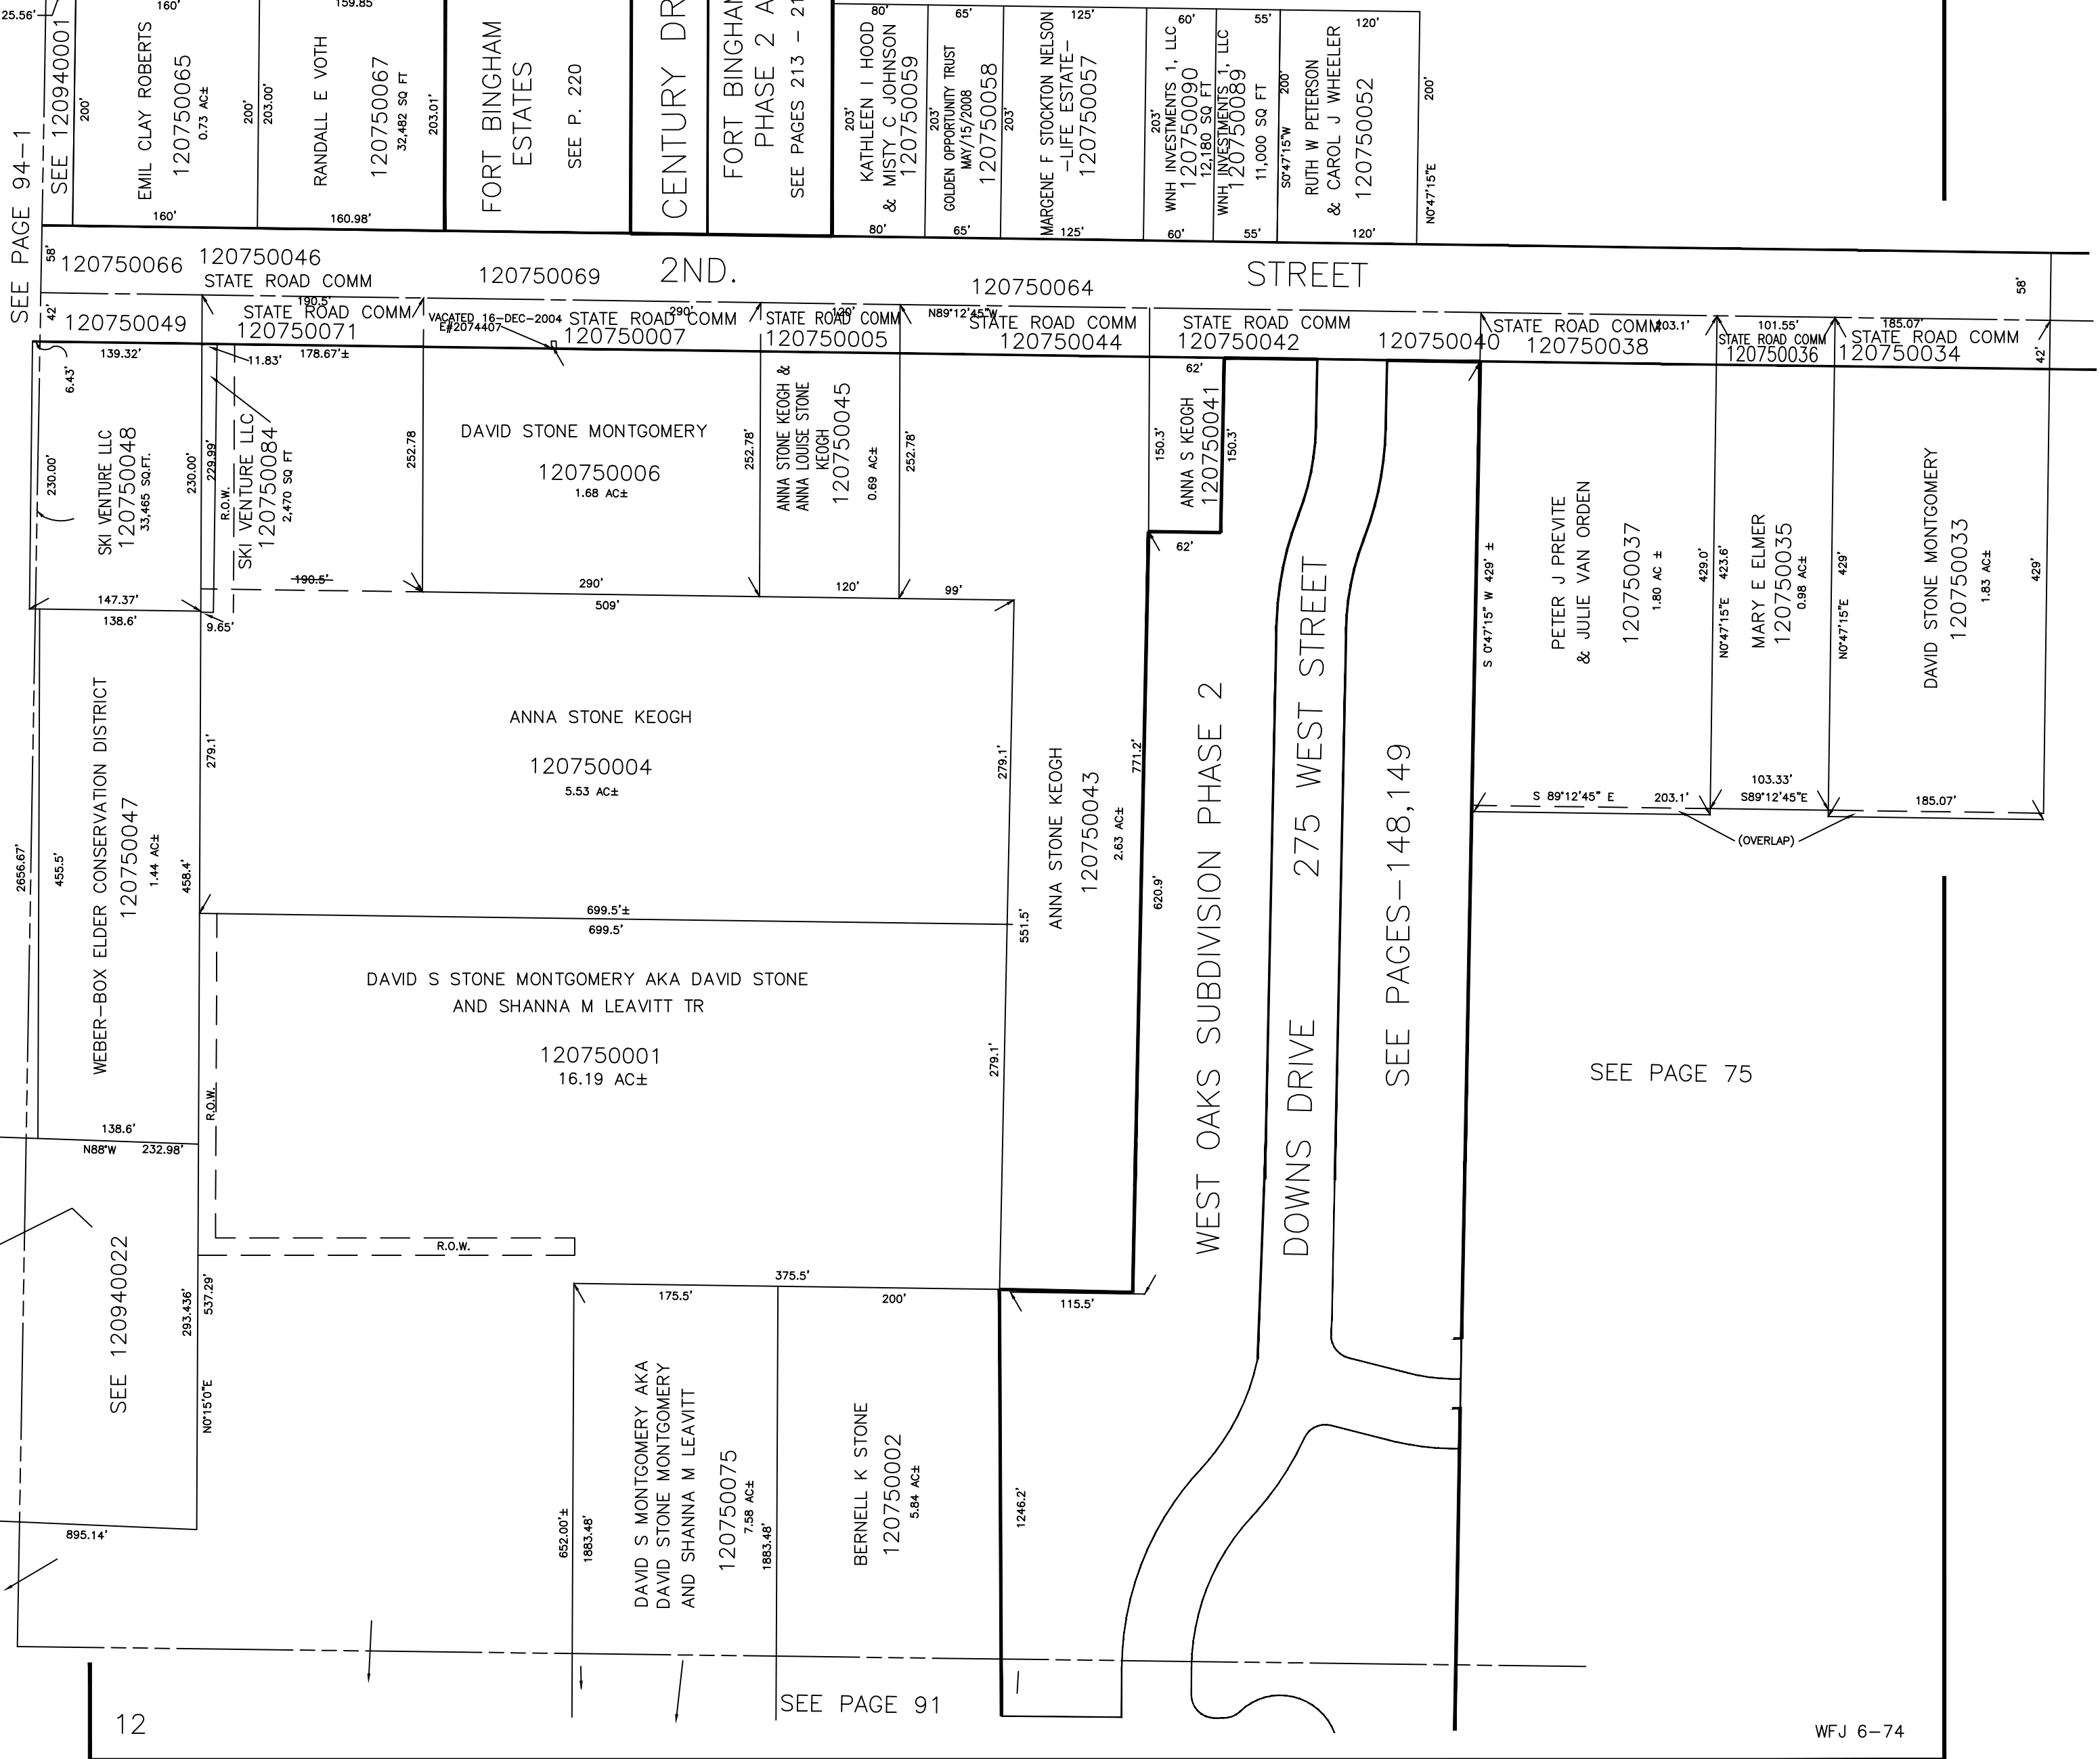 25.56'
SEE PAGE 94-1
SEE 120940001
160'
200'
EMIL CLAY ROBERTS
120750065
0.73 AC±
200'
160'
159.85'
203.00'
RANDALL E VOTH
120750067
32,482 SQ FT
203.01'
160.98'
FORT BINGHAM
ESTATES
SEE P. 220
CENTURY DR
FORT BINGHAM
PHASE 2 A
SEE PAGES 213 - 21
80'
203'
KATHLEEN I HOOD
& MISTY C JOHNSON
120750059
80'
65'
203'
GOLDEN OPPORTUNITY TRUST
MAY/15/2008
120750058
65'
125'
203'
MARGENE F STOCKTON NELSON
-LIFE ESTATE-
120750057
125'
60'
203'
WNH INVESTMENTS 1, LLC
120750090
12,180 SQ FT
60'
55'
WNH INVESTMENTS 1, LLC
120750089
11,000 SQ FT
55'
S0°47'15"W 200'
120'
RUTH W PETERSON
& CAROL J WHEELER
120750052
120'
200'
N0°47'15"E
58'
120750066
120750046
STATE ROAD COMM
120750069
2ND.
120750064
STREET
58'
42'
120750049
190.5'
STATE ROAD COMM
120750071
VACATED 16-DEC-2004
E#2074407
290'
STATE ROAD COMM
120750007
120'
STATE ROAD COMM
120750005
N89°12'45"W
STATE ROAD COMM
120750044
STATE ROAD COMM
120750042
120750040
STATE ROAD COMM
203.1'
120750038
101.55'
STATE ROAD COMM
120750036
185.07'
STATE ROAD COMM
120750034
42'
139.32'
6.43'
230.00'
SKI VENTURE LLC
120750048
33,465 SQ.FT.
230.00'
147.37'
11.83'
229.99'
R.O.W.
SKI VENTURE LLC
120750084
2,470 SQ FT
9.65'
178.67'±
190.5'
252.78
DAVID STONE MONTGOMERY
120750006
1.68 AC±
252.78'
290'
509'
ANNA STONE KEOGH &
ANNA LOUISE STONE
KEOGH
120750045
0.69 AC±
252.78'
120'
99'
62'
150.3'
ANNA S KEOGH
120750041
150.3'
62'
138.6'
2656.67'
455.5'
WEBER-BOX ELDER CONSERVATION DISTRICT
120750047
1.44 AC±
458.4'
138.6'
279.1'
ANNA STONE KEOGH
120750004
5.53 AC±
279.1'
699.5'±
699.5'
551.5'
ANNA STONE KEOGH
120750043
2.63 AC±
771.2'
620.9'
WEST OAKS SUBDIVISION PHASE 2
DOWNS DRIVE 275 WEST STREET
SEE PAGES-148,149
S 0°47'15" W 429' ±
PETER J PREVITE
& JULIE VAN ORDEN
120750037
1.80 AC ±
429.0'
S 89°12'45" E 203.1'
N0°47'15"E 423.6'
MARY E ELMER
120750035
0.98 AC±
103.33'
S89°12'45"E
N0°47'15"E 429'
DAVID STONE MONTGOMERY
120750033
1.83 AC±
429'
185.07'
(OVERLAP)
SEE PAGE 75
DAVID S STONE MONTGOMERY AKA DAVID STONE
AND SHANNA M LEAVITT TR
120750001
16.19 AC±
279.1'
R.O.W.
R.O.W.
N88°W 232.98'
SEE 120940022
293.436'
537.29'
N0°15'0"E
895.14'
375.5'
175.5'
200'
115.5'
652.00'±
1883.48'
DAVID S MONTGOMERY AKA
DAVID STONE MONTGOMERY
AND SHANNA M LEAVITT
120750075
7.58 AC±
1883.48'
BERNELL K STONE
120750002
5.84 AC±
1246.2'
SEE PAGE 91
12
WFJ 6-74